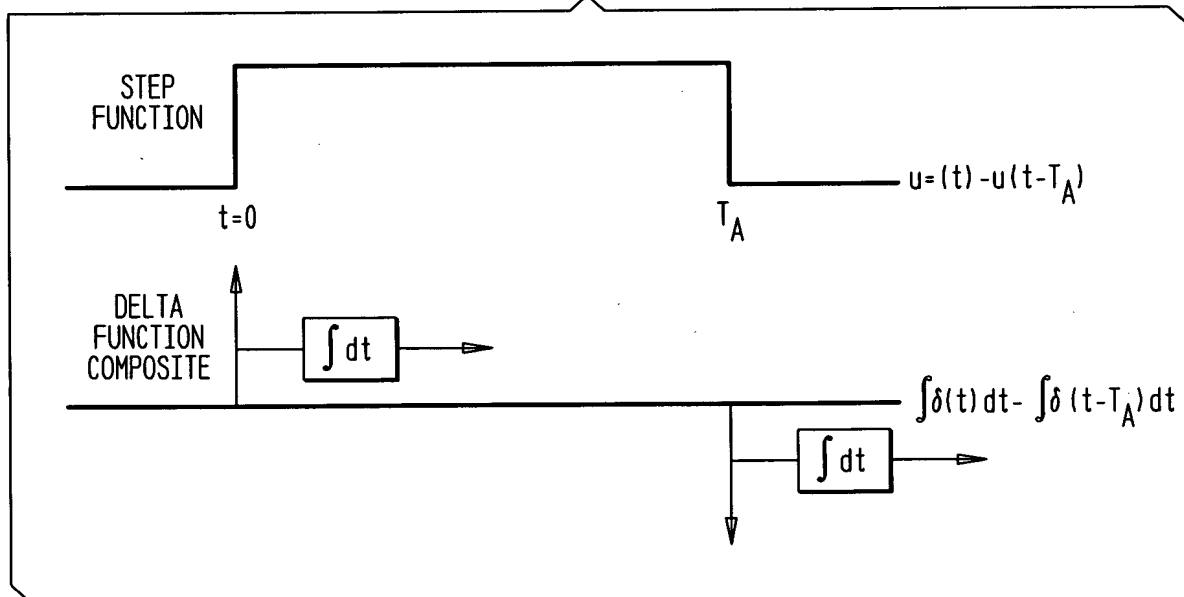 STEP
FUNCTION
u=(t)-u(t-T_A)
t=0
T_A
DELTA
FUNCTION
COMPOSITE
∫dt
∫δ(t)dt-∫δ(t-T_A)dt
∫dt